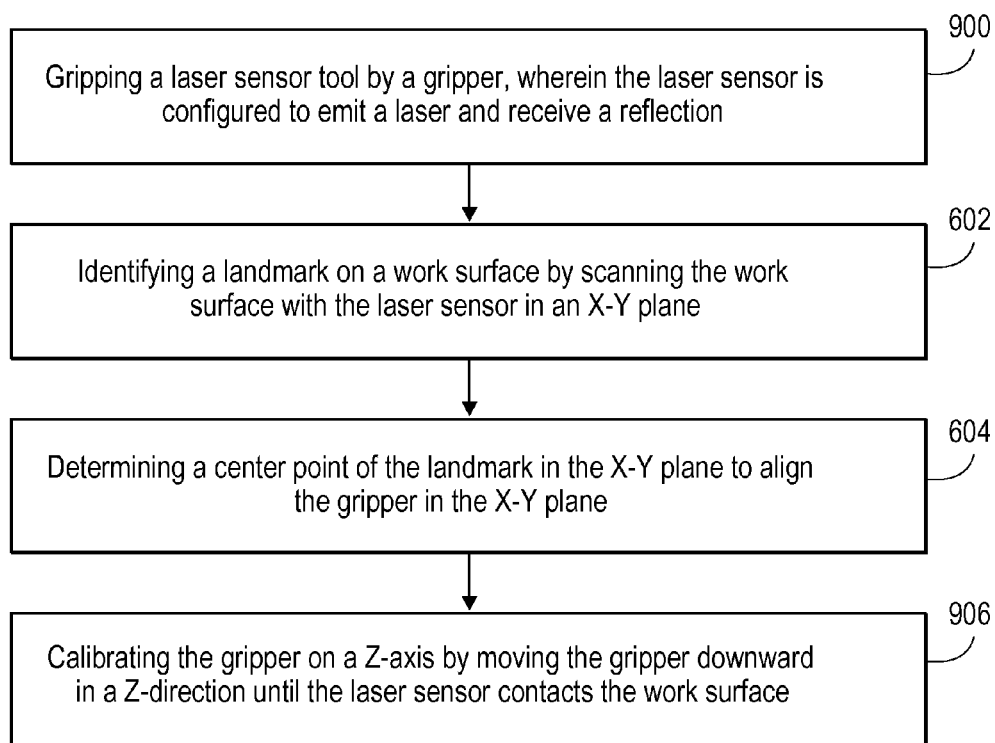 900
Gripping a laser sensor tool by a gripper, wherein the laser sensor is
configured to emit a laser and receive a reflection
602
Identifying a landmark on a work surface by scanning the work
surface with the laser sensor in an X-Y plane
604
Determining a center point of the landmark in the X-Y plane to align
the gripper in the X-Y plane
906
Calibrating the gripper on a Z-axis by moving the gripper downward
in a Z-direction until the laser sensor contacts the work surface